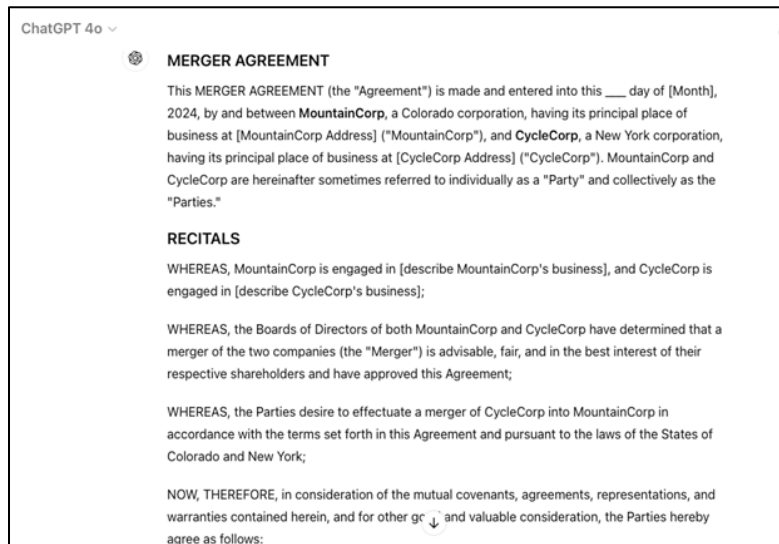 ChatGPT 4o
MERGER AGREEMENT
This MERGER AGREEMENT (the "Agreement") is made and entered into this ___ day of [Month],
2024, by and between MountainCorp, a Colorado corporation, having its principal place of
business at [MountainCorp Address] ("MountainCorp"), and CycleCorp, a New York corporation,
having its principal place of business at [CycleCorp Address] ("CycleCorp"). MountainCorp and
CycleCorp are hereinafter sometimes referred to individually as a "Party" and collectively as the
"Parties."
RECITALS
WHEREAS, MountainCorp is engaged in [describe MountainCorp's business], and CycleCorp is
engaged in [describe CycleCorp's business];
WHEREAS, the Boards of Directors of both MountainCorp and CycleCorp have determined that a
merger of the two companies (the "Merger") is advisable, fair, and in the best interest of their
respective shareholders and have approved this Agreement;
WHEREAS, the Parties desire to effectuate a merger of CycleCorp into MountainCorp in
accordance with the terms set forth in this Agreement and pursuant to the laws of the States of
Colorado and New York;
NOW, THEREFORE, in consideration of the mutual covenants, agreements, representations, and
warranties contained herein, and for other and valuable consideration, the Parties hereby
agree as follows: